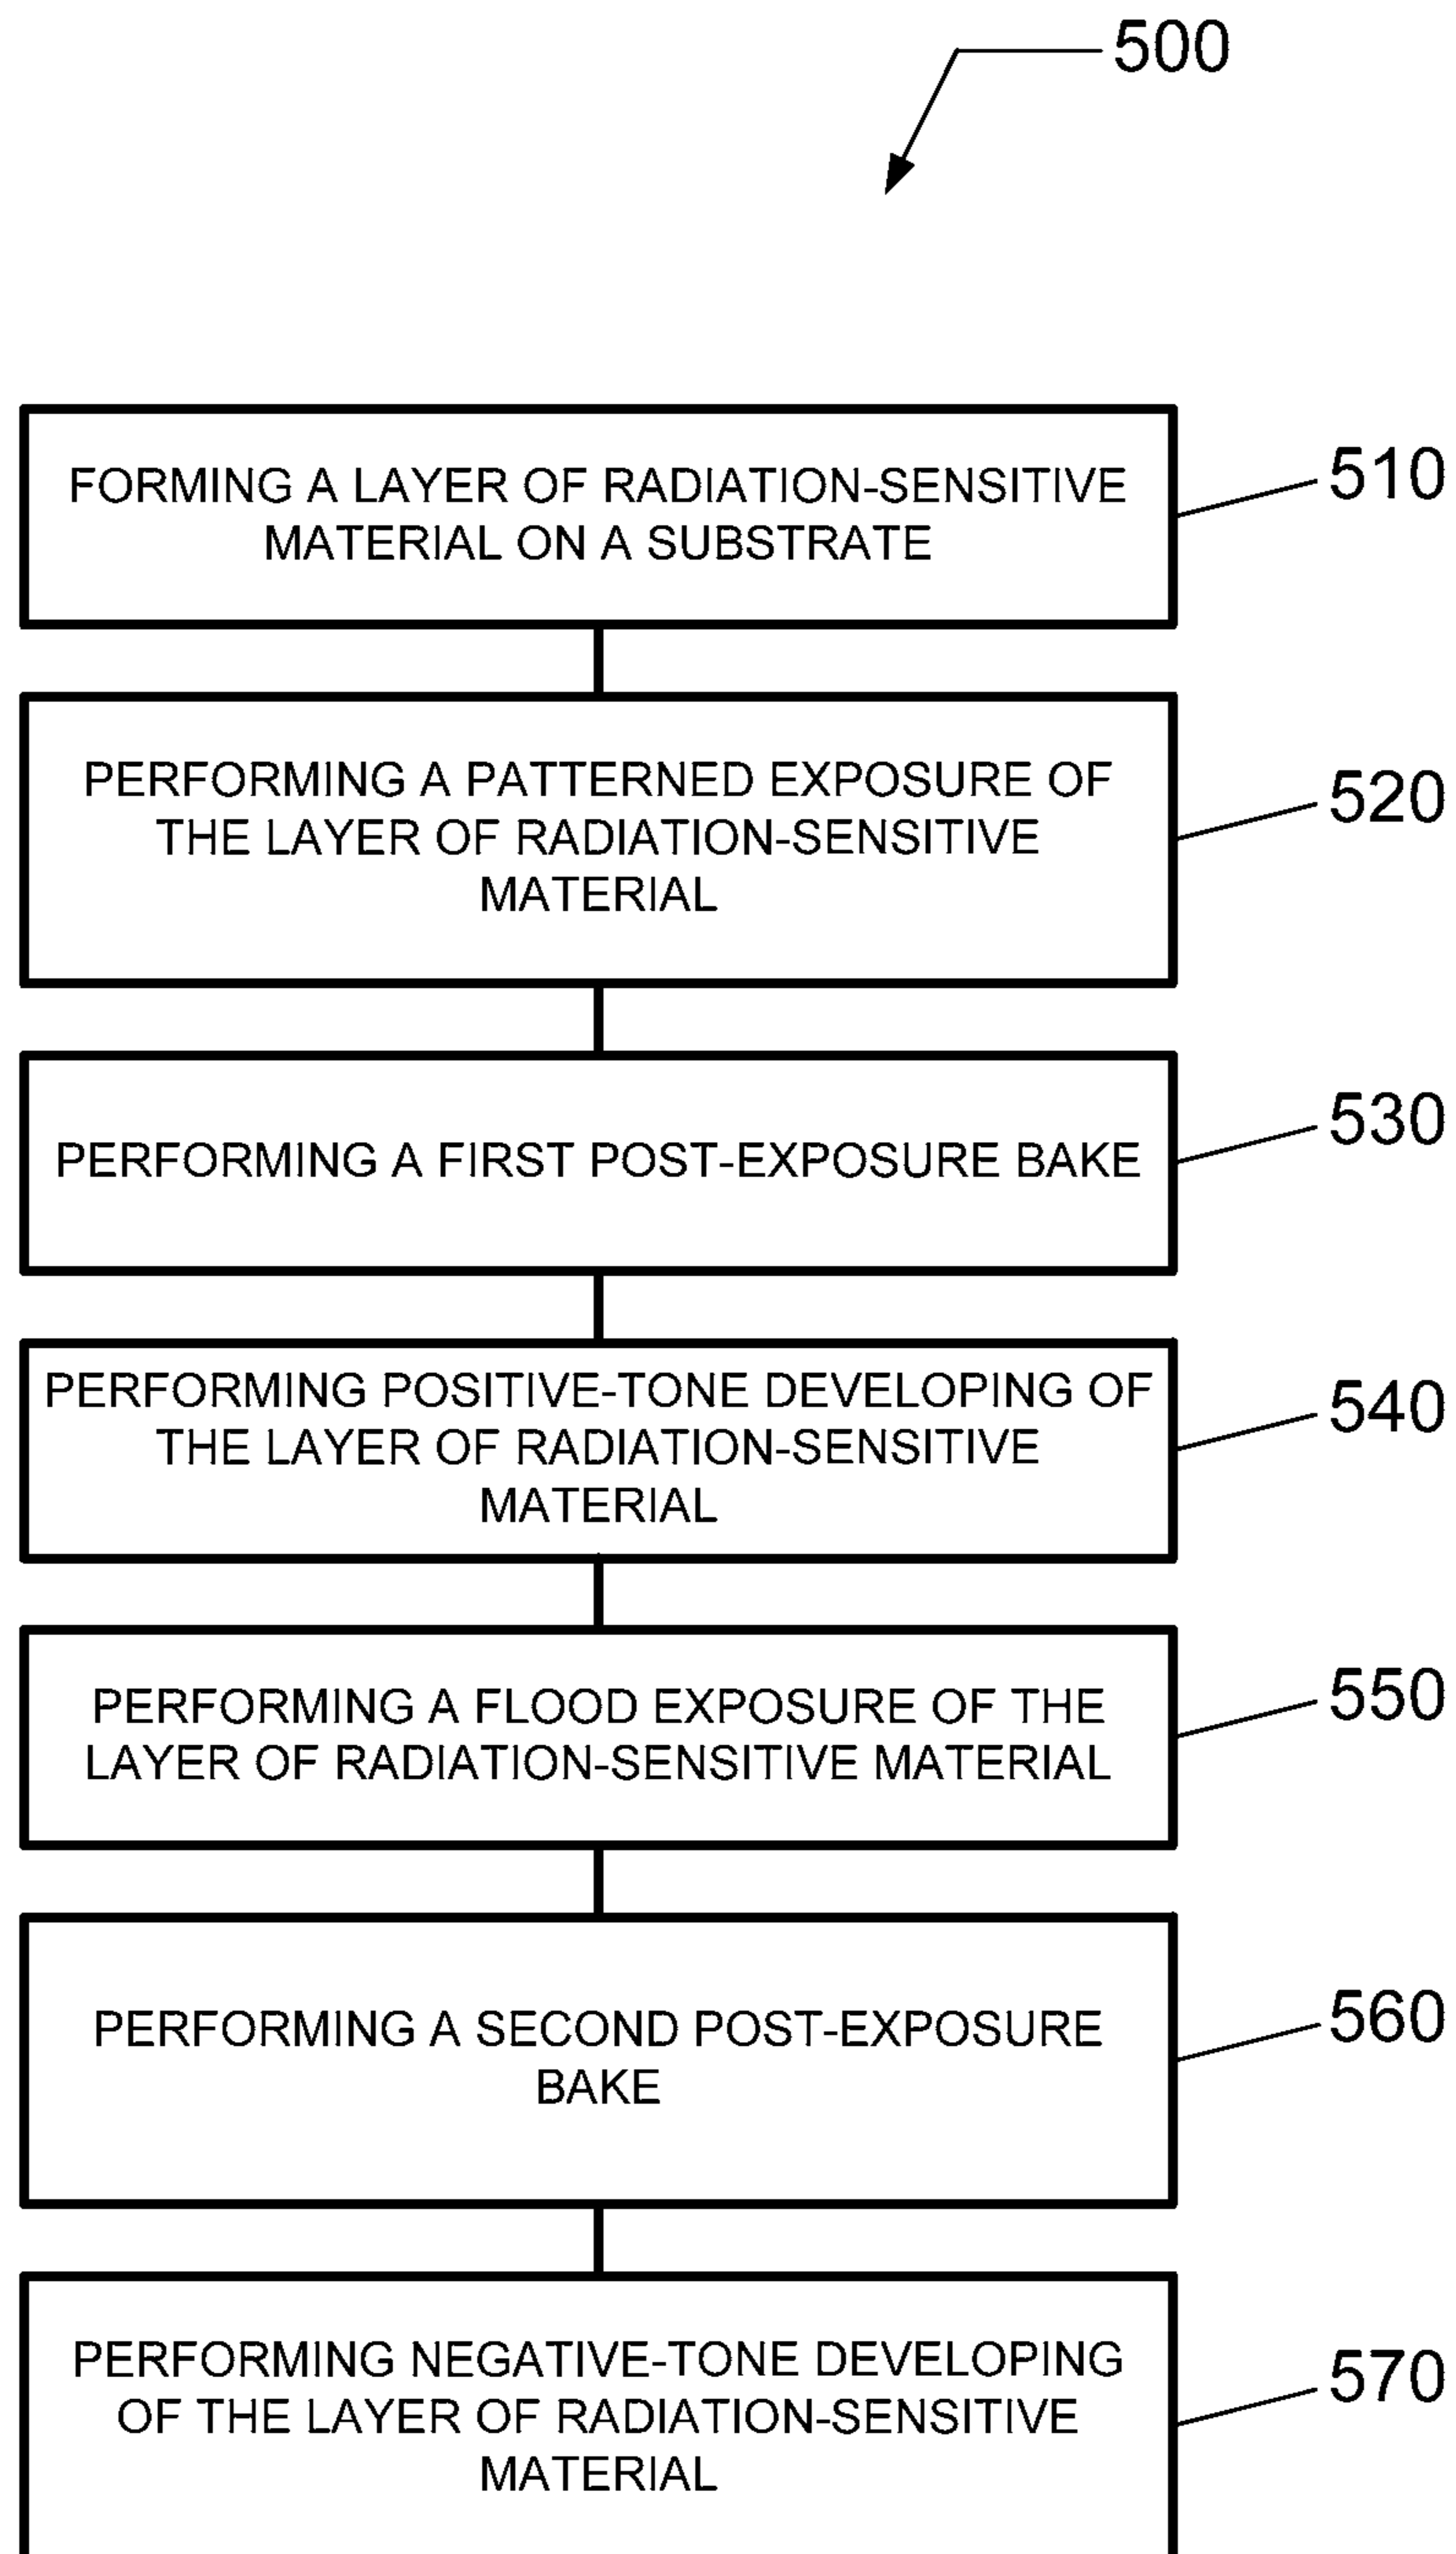 500
FORMING A LAYER OF RADIATION-SENSITIVE
MATERIAL ON A SUBSTRATE
510
PERFORMING A PATTERNED EXPOSURE OF
THE LAYER OF RADIATION-SENSITIVE
MATERIAL
520
PERFORMING A FIRST POST-EXPOSURE BAKE
530
PERFORMING POSITIVE-TONE DEVELOPING OF
THE LAYER OF RADIATION-SENSITIVE
MATERIAL
540
PERFORMING A FLOOD EXPOSURE OF THE
LAYER OF RADIATION-SENSITIVE MATERIAL
550
PERFORMING A SECOND POST-EXPOSURE
BAKE
560
PERFORMING NEGATIVE-TONE DEVELOPING
OF THE LAYER OF RADIATION-SENSITIVE
MATERIAL
570